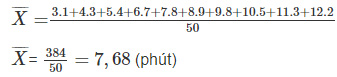 X̅ = 3.1+4.3+5.4+6.7+7.8+8.9+9.8+10.5+11.3+12.2 / 50
X̅ = 384/50 = 7,68 (phút)